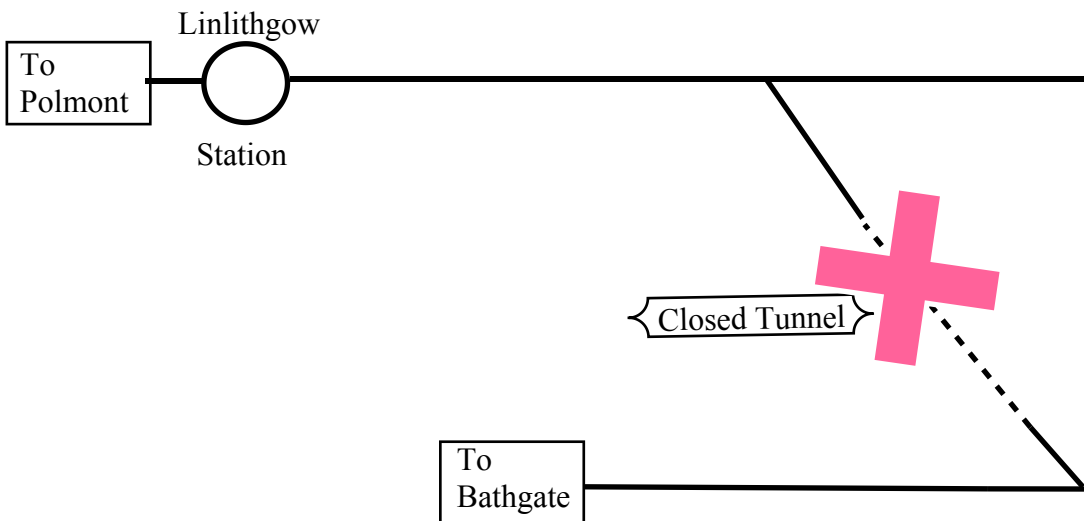 Linlithgow
To
Polmont
Station
Closed Tunnel
To
Bathgate